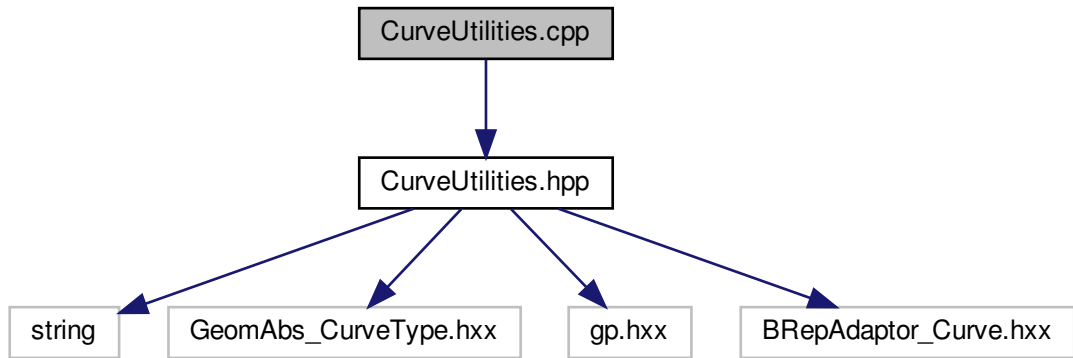 CurveUtilities.cpp
CurveUtilities.hpp
string
GeomAbs_CurveType.hxx
gp.hxx
BRepAdaptor_Curve.hxx